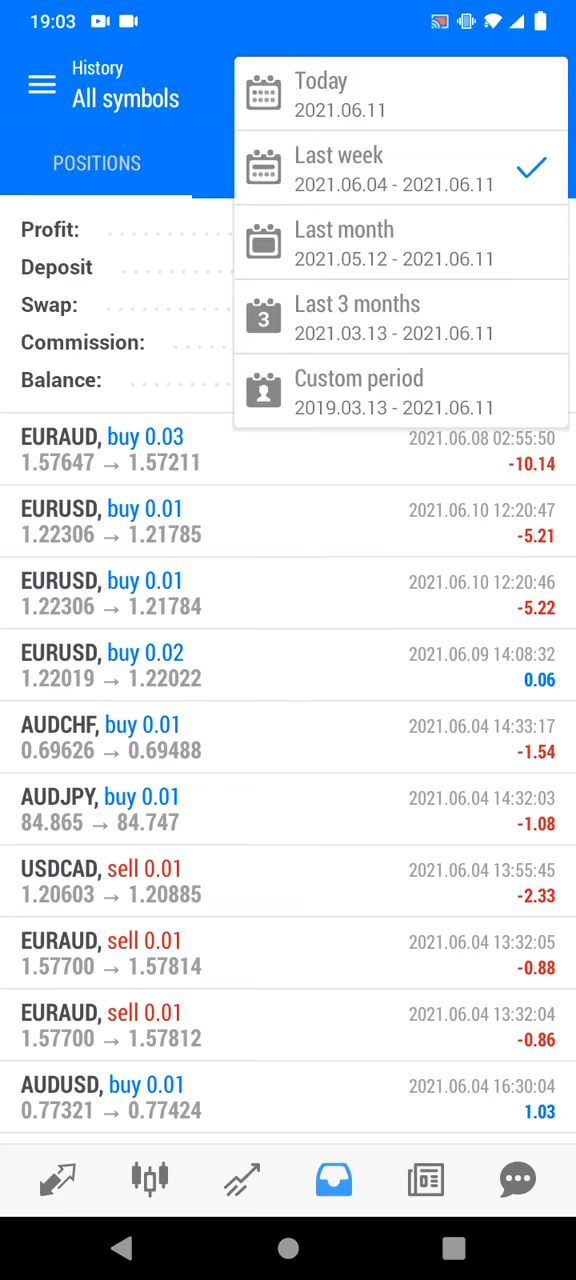 19:03
History
All symbols
POSITIONS
Today
2021.06.11
Last week
2021.06.04 - 2021.06.11
Last month
2021.05.12 - 2021.06.11
3
Last 3 months
2021.03.13 - 2021.06.11
Custom period
2019.03.13 - 2021.06.11
Profit:
Deposit
Swap:
Commission:
Balance:
EURAUD, buy 0.03 2021.06.08 02:55:50
1.57647 → 1.57211 -10.14
EURUSD, buy 0.01 2021.06.10 12:20:47
1.22306 → 1.21785 -5.21
EURUSD, buy 0.01 2021.06.10 12:20:46
1.22306 → 1.21784 -5.22
EURUSD, buy 0.02 2021.06.09 14:08:32
1.22019 → 1.22022 0.06
AUDCHF, buy 0.01 2021.06.04 14:33:17
0.69626 → 0.69488 -1.54
AUDJPY, buy 0.01 2021.06.04 14:32:03
84.865 → 84.747 -1.08
USDCAD, sell 0.01 2021.06.04 13:55:45
1.20603 → 1.20885 -2.33
EURAUD, sell 0.01 2021.06.04 13:32:05
1.57700 → 1.57814 -0.88
EURAUD, sell 0.01 2021.06.04 13:32:04
1.57700 → 1.57812 -0.86
AUDUSD, buy 0.01 2021.06.04 16:30:04
0.77321 → 0.77424 1.03